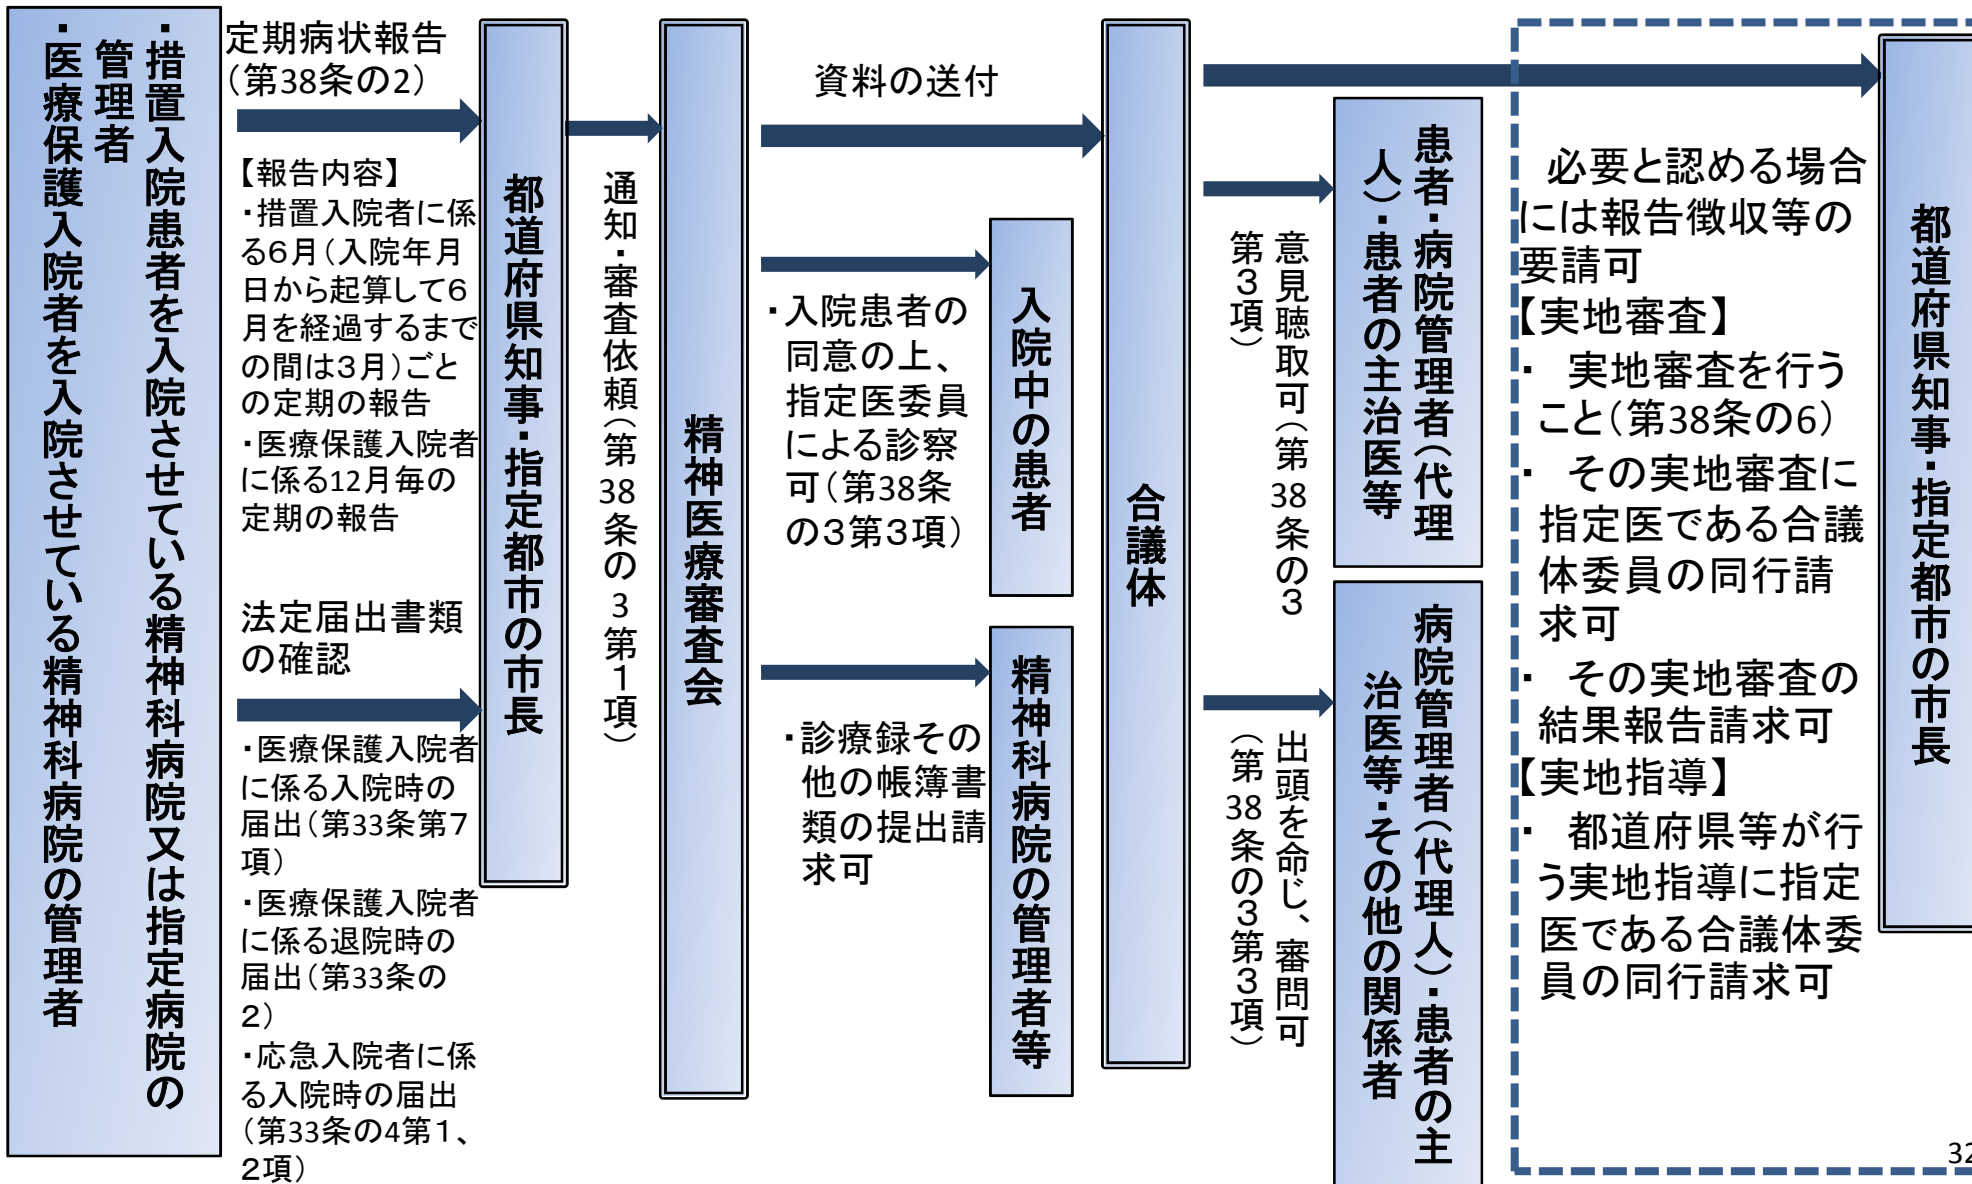 ・措置入院患者を入院させている精神科病院又は指定病院の
管理者
・医療保護入院者を入院させている精神科病院の管理者
定期病状報告
（第38条の2）
【報告内容】
・措置入院者に係
る6月（入院年月
日から起算して6
月を経過するまで
の間は3月）ごと
の定期の報告
・医療保護入院者
に係る12月毎の
定期の報告
法定届出書類
の確認
・医療保護入院者
に係る入院時の
届出（第33条第7
項）
・医療保護入院者
に係る退院時の
届出（第33条の
2）
・応急入院者に係
る入院時の届出
（第33条の4第1、
2項）
都道府県知事・指定都市の市長
通知・審査依頼（第38条の3第1項）
精神医療審査会
資料の送付
・入院患者の
同意の上、
指定医委員
による診察
可（第38条
の3第3項）
入院中の患者
・診療録その
他の帳簿書
類の提出請
求可
精神科病院の管理者等
合議体
意見聴取可（第38条の3
第3項）
患者・病院管理者（代理
人）・患者の主治医等
出頭を命じ、審問可
（第38条の3第3項）
病院管理者（代理人）・患者の主
治医等・その他の関係者
必要と認める場合
には報告徴収等の
要請可
【実地審査】
・ 実地審査を行う
こと（第38条の6）
・ その実地審査に
指定医である合議
体委員の同行請
求可
・ その実地審査の
結果報告請求可
【実地指導】
・ 都道府県等が行
う実地指導に指定
医である合議体委
員の同行請求可
都道府県知事・指定都市の市長
32